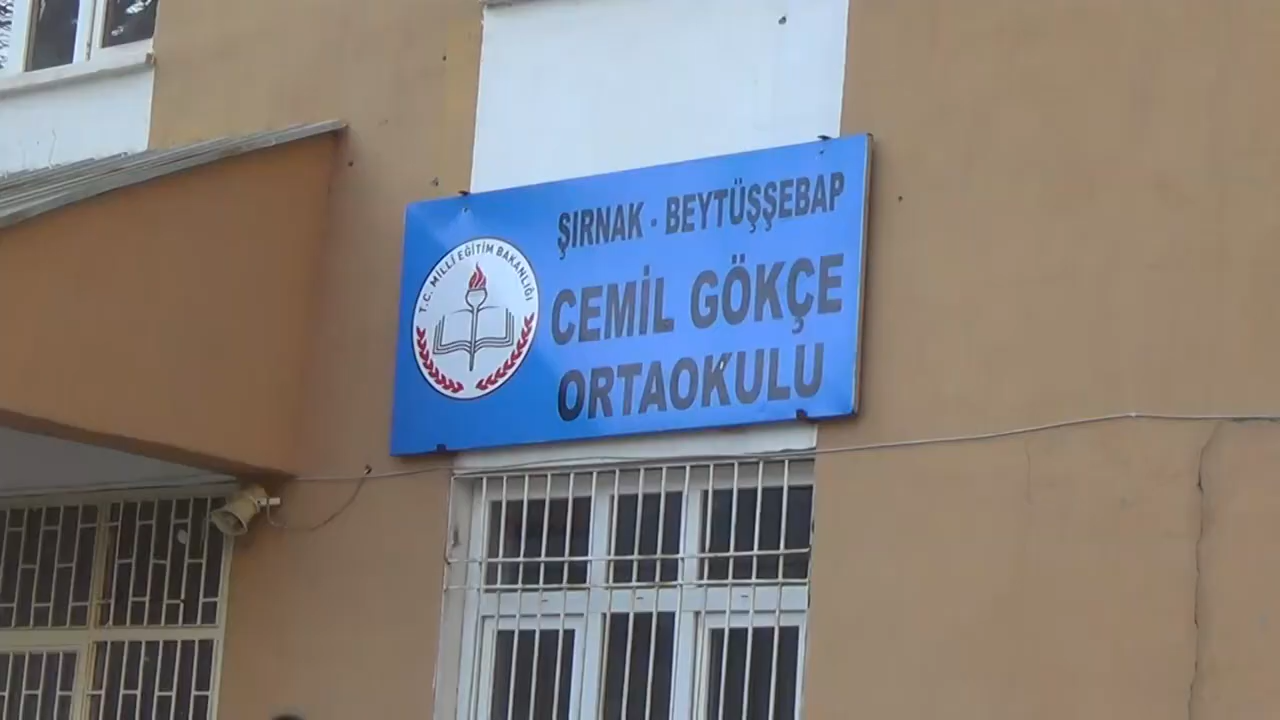 ŞIRNAK - BEYTÜŞŞEBAP
CEMİL GÖKÇE
ORTAOKULU
T.C. MİLLİ EĞİTİM BAKANLIĞI